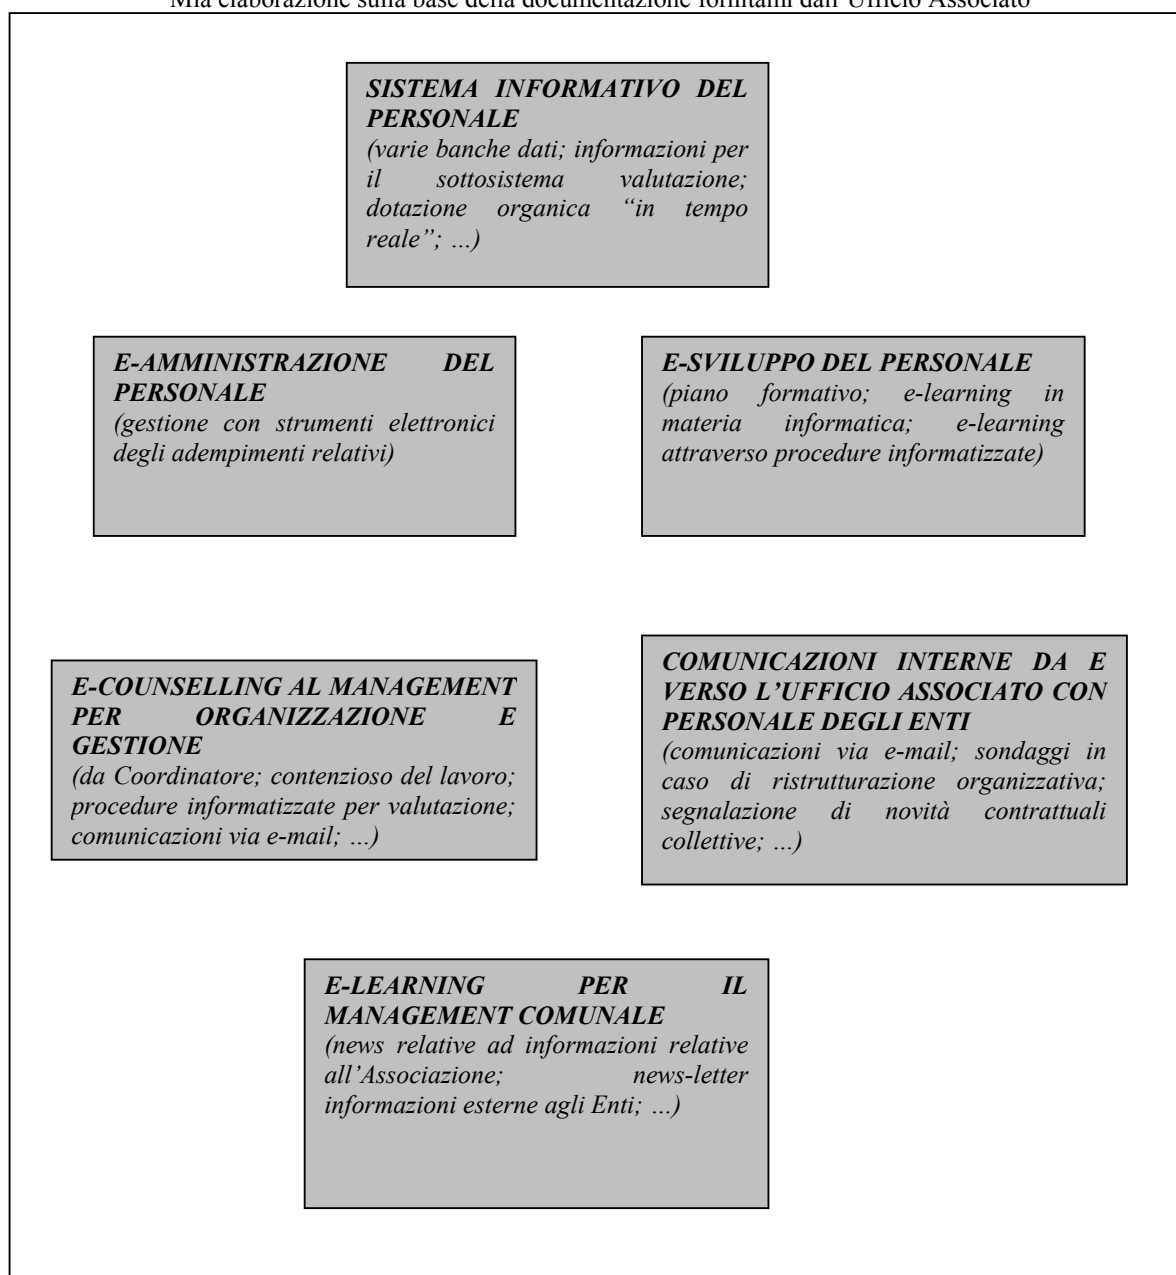 Mia elaborazione sulla base della documentazione fornitami dall'Ufficio Associato
SISTEMA INFORMATIVO DEL
PERSONALE
(varie banche dati; informazioni per
il sottosistema valutazione;
dotazione organica “in tempo
reale”; …)
E-AMMINISTRAZIONE DEL
PERSONALE
(gestione con strumenti elettronici
degli adempimenti relativi)
E-SVILUPPO DEL PERSONALE
(piano formativo; e-learning in
materia informatica; e-learning
attraverso procedure informatizzate)
E-COUNSELLING AL MANAGEMENT
PER ORGANIZZAZIONE E
GESTIONE
(da Coordinatore; contenzioso del lavoro;
procedure informatizzate per valutazione;
comunicazioni via e-mail; …)
COMUNICAZIONI INTERNE DA E
VERSO L’UFFICIO ASSOCIATO CON
PERSONALE DEGLI ENTI
(comunicazioni via e-mail; sondaggi in
caso di ristrutturazione organizzativa;
segnalazione di novità contrattuali
collettive; …)
E-LEARNING PER IL
MANAGEMENT COMUNALE
(news relative ad informazioni relative
all’Associazione; news-letter
informazioni esterne agli Enti; …)